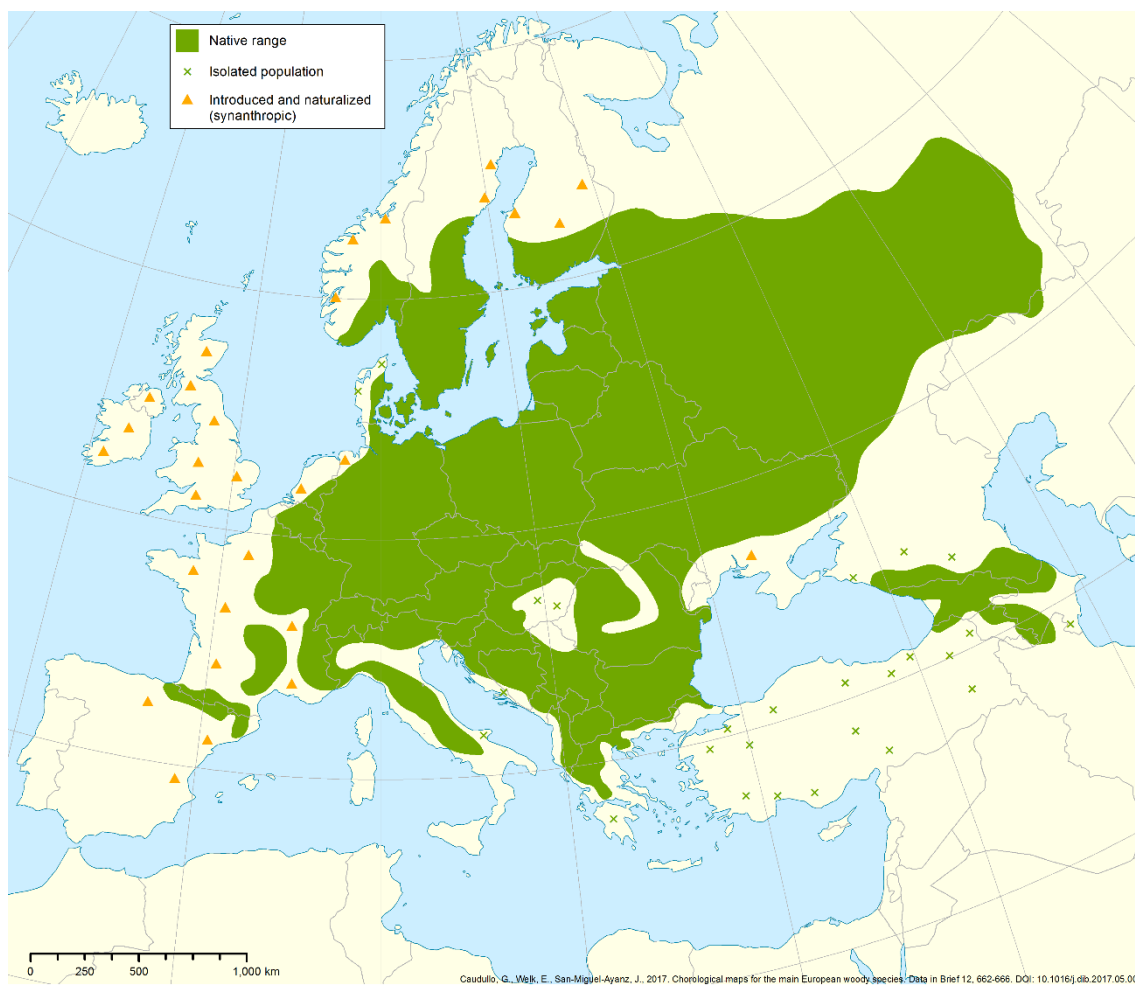 Native range
Isolated population
Introduced and naturalized
(synanthropic)
0 250 500 1,000 km
Caudullo, G., Welk, E., San-Miguel-Ayanz, J., 2017. Chorological maps for the main European woody species. Data in Brief 12, 662-666. DOI: 10.1016/j.dib.2017.05.00